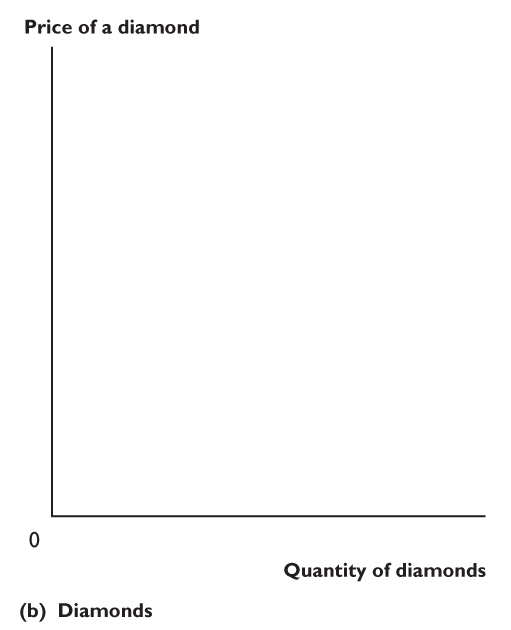 Price of a diamond
0
Quantity of diamonds
(b) Diamonds